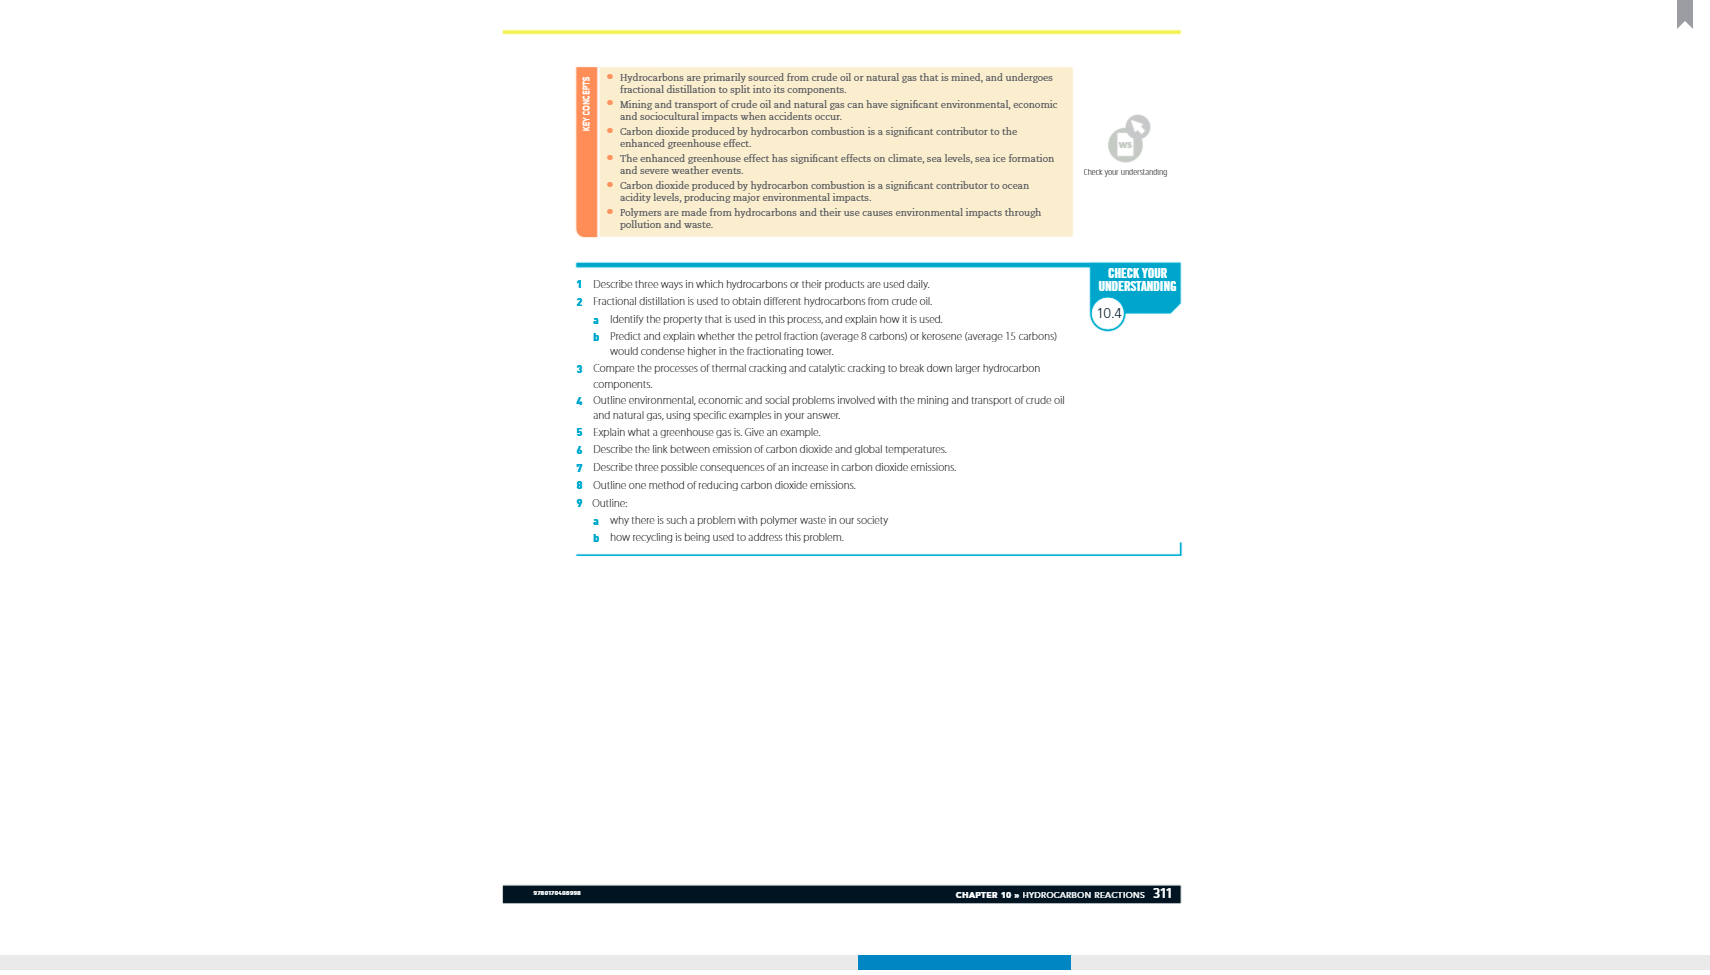 KEY CONCEPTS
• Hydrocarbons are primarily sourced from crude oil or natural gas that is mined, and undergoes
fractional distillation to split into its components.
• Mining and transport of crude oil and natural gas can have significant environmental, economic
and sociocultural impacts when accidents occur.
• Carbon dioxide produced by hydrocarbon combustion is a significant contributor to the
enhanced greenhouse effect.
• The enhanced greenhouse effect has significant effects on climate, sea levels, sea ice formation
and severe weather events.
• Carbon dioxide produced by hydrocarbon combustion is a significant contributor to ocean
acidity levels, producing major environmental impacts.
• Polymers are made from hydrocarbons and their use causes environmental impacts through
pollution and waste.
WS
Check your understanding
CHECK YOUR
UNDERSTANDING
10.4
1 Describe three ways in which hydrocarbons or their products are used daily.
2 Fractional distillation is used to obtain different hydrocarbons from crude oil.
a Identify the property that is used in this process, and explain how it is used.
b Predict and explain whether the petrol fraction (average 8 carbons) or kerosene (average 15 carbons)
would condense higher in the fractionating tower.
3 Compare the processes of thermal cracking and catalytic cracking to break down larger hydrocarbon
components.
4 Outline environmental, economic and social problems involved with the mining and transport of crude oil
and natural gas, using specific examples in your answer.
5 Explain what a greenhouse gas is. Give an example.
6 Describe the link between emission of carbon dioxide and global temperatures.
7 Describe three possible consequences of an increase in carbon dioxide emissions.
8 Outline one method of reducing carbon dioxide emissions.
9 Outline:
a why there is such a problem with polymer waste in our society
b how recycling is being used to address this problem.
9780170408998
CHAPTER 10 » HYDROCARBON REACTIONS 311